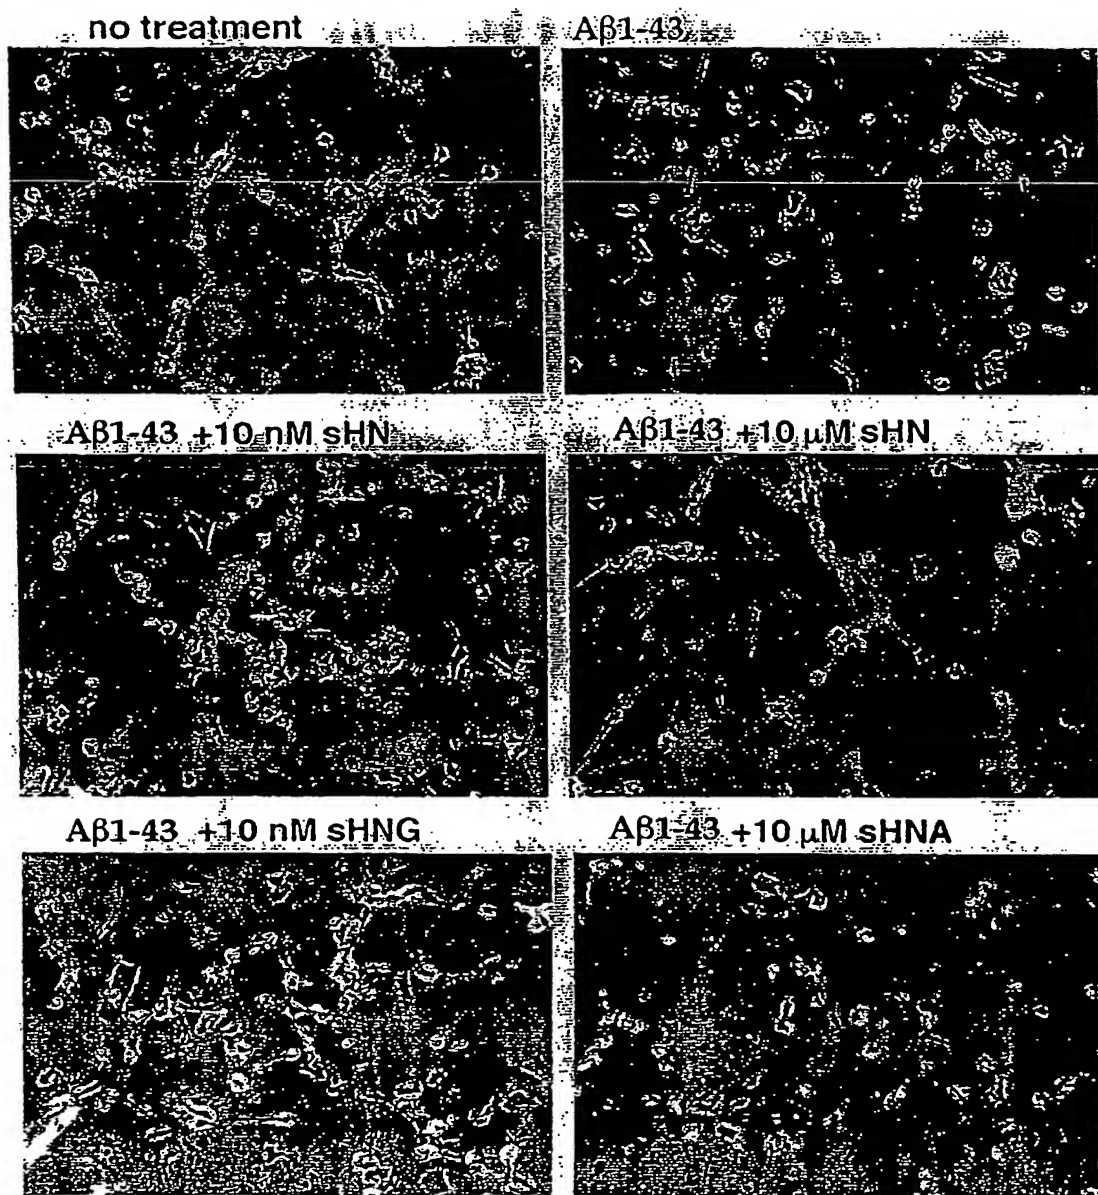 no treatment
Aβ1-43
Aβ1-43 +10 nM sHN
Aβ1-43 +10 μM sHN
Aβ1-43 +10 nM sHNG
Aβ1-43 +10 μM sHNA